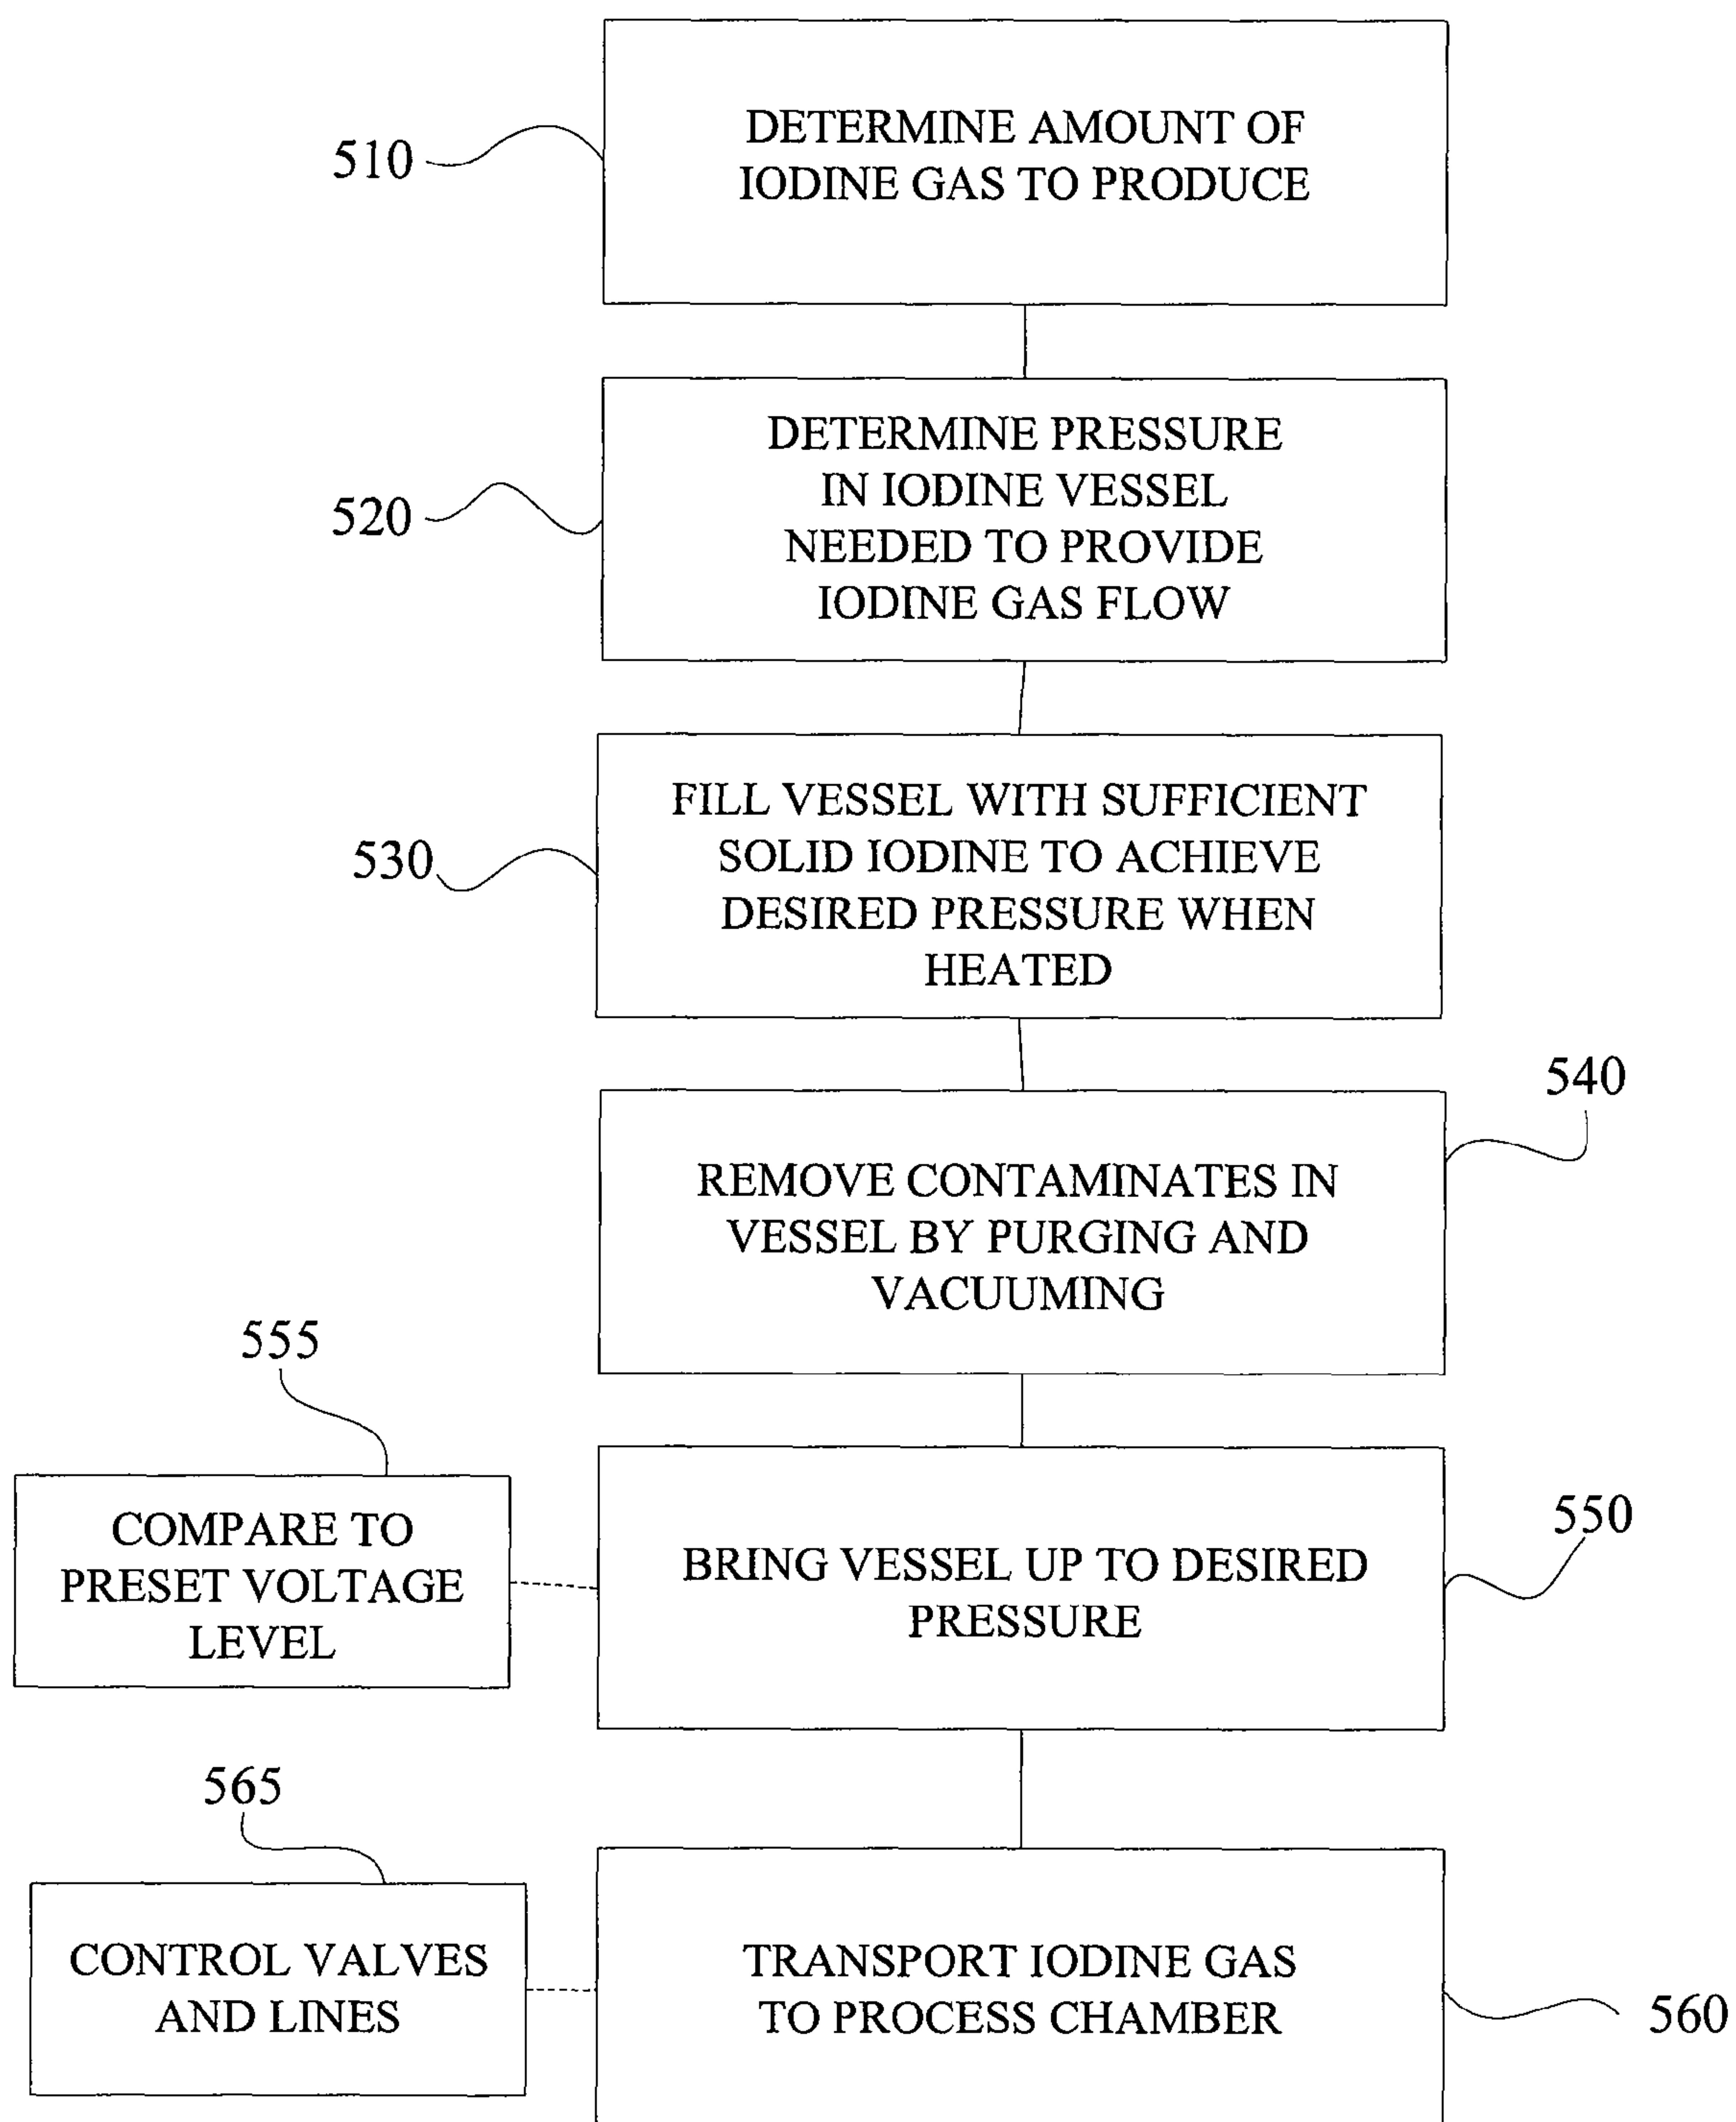 510
DETERMINE AMOUNT OF
IODINE GAS TO PRODUCE
520
DETERMINE PRESSURE
IN IODINE VESSEL
NEEDED TO PROVIDE
IODINE GAS FLOW
530
FILL VESSEL WITH SUFFICIENT
SOLID IODINE TO ACHIEVE
DESIRED PRESSURE WHEN
HEATED
540
REMOVE CONTAMINATES IN
VESSEL BY PURGING AND
VACUUMING
555
COMPARE TO
PRESET VOLTAGE
LEVEL
550
BRING VESSEL UP TO DESIRED
PRESSURE
565
CONTROL VALVES
AND LINES
TRANSPORT IODINE GAS
TO PROCESS CHAMBER
560